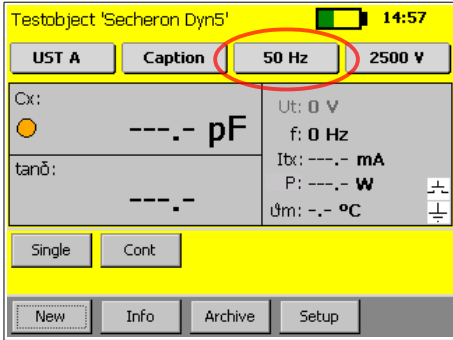 Testobject 'Secheron Dyn5' 14:57
UST A Caption 50 Hz 2500 V
Cx:
---.- pF
tanδ:
---.-
Ut: 0 V
f: 0 Hz
Itx: ---.- mA
P: ---.- W
ϑm: -.- ºC
Single Cont
New Info Archive Setup